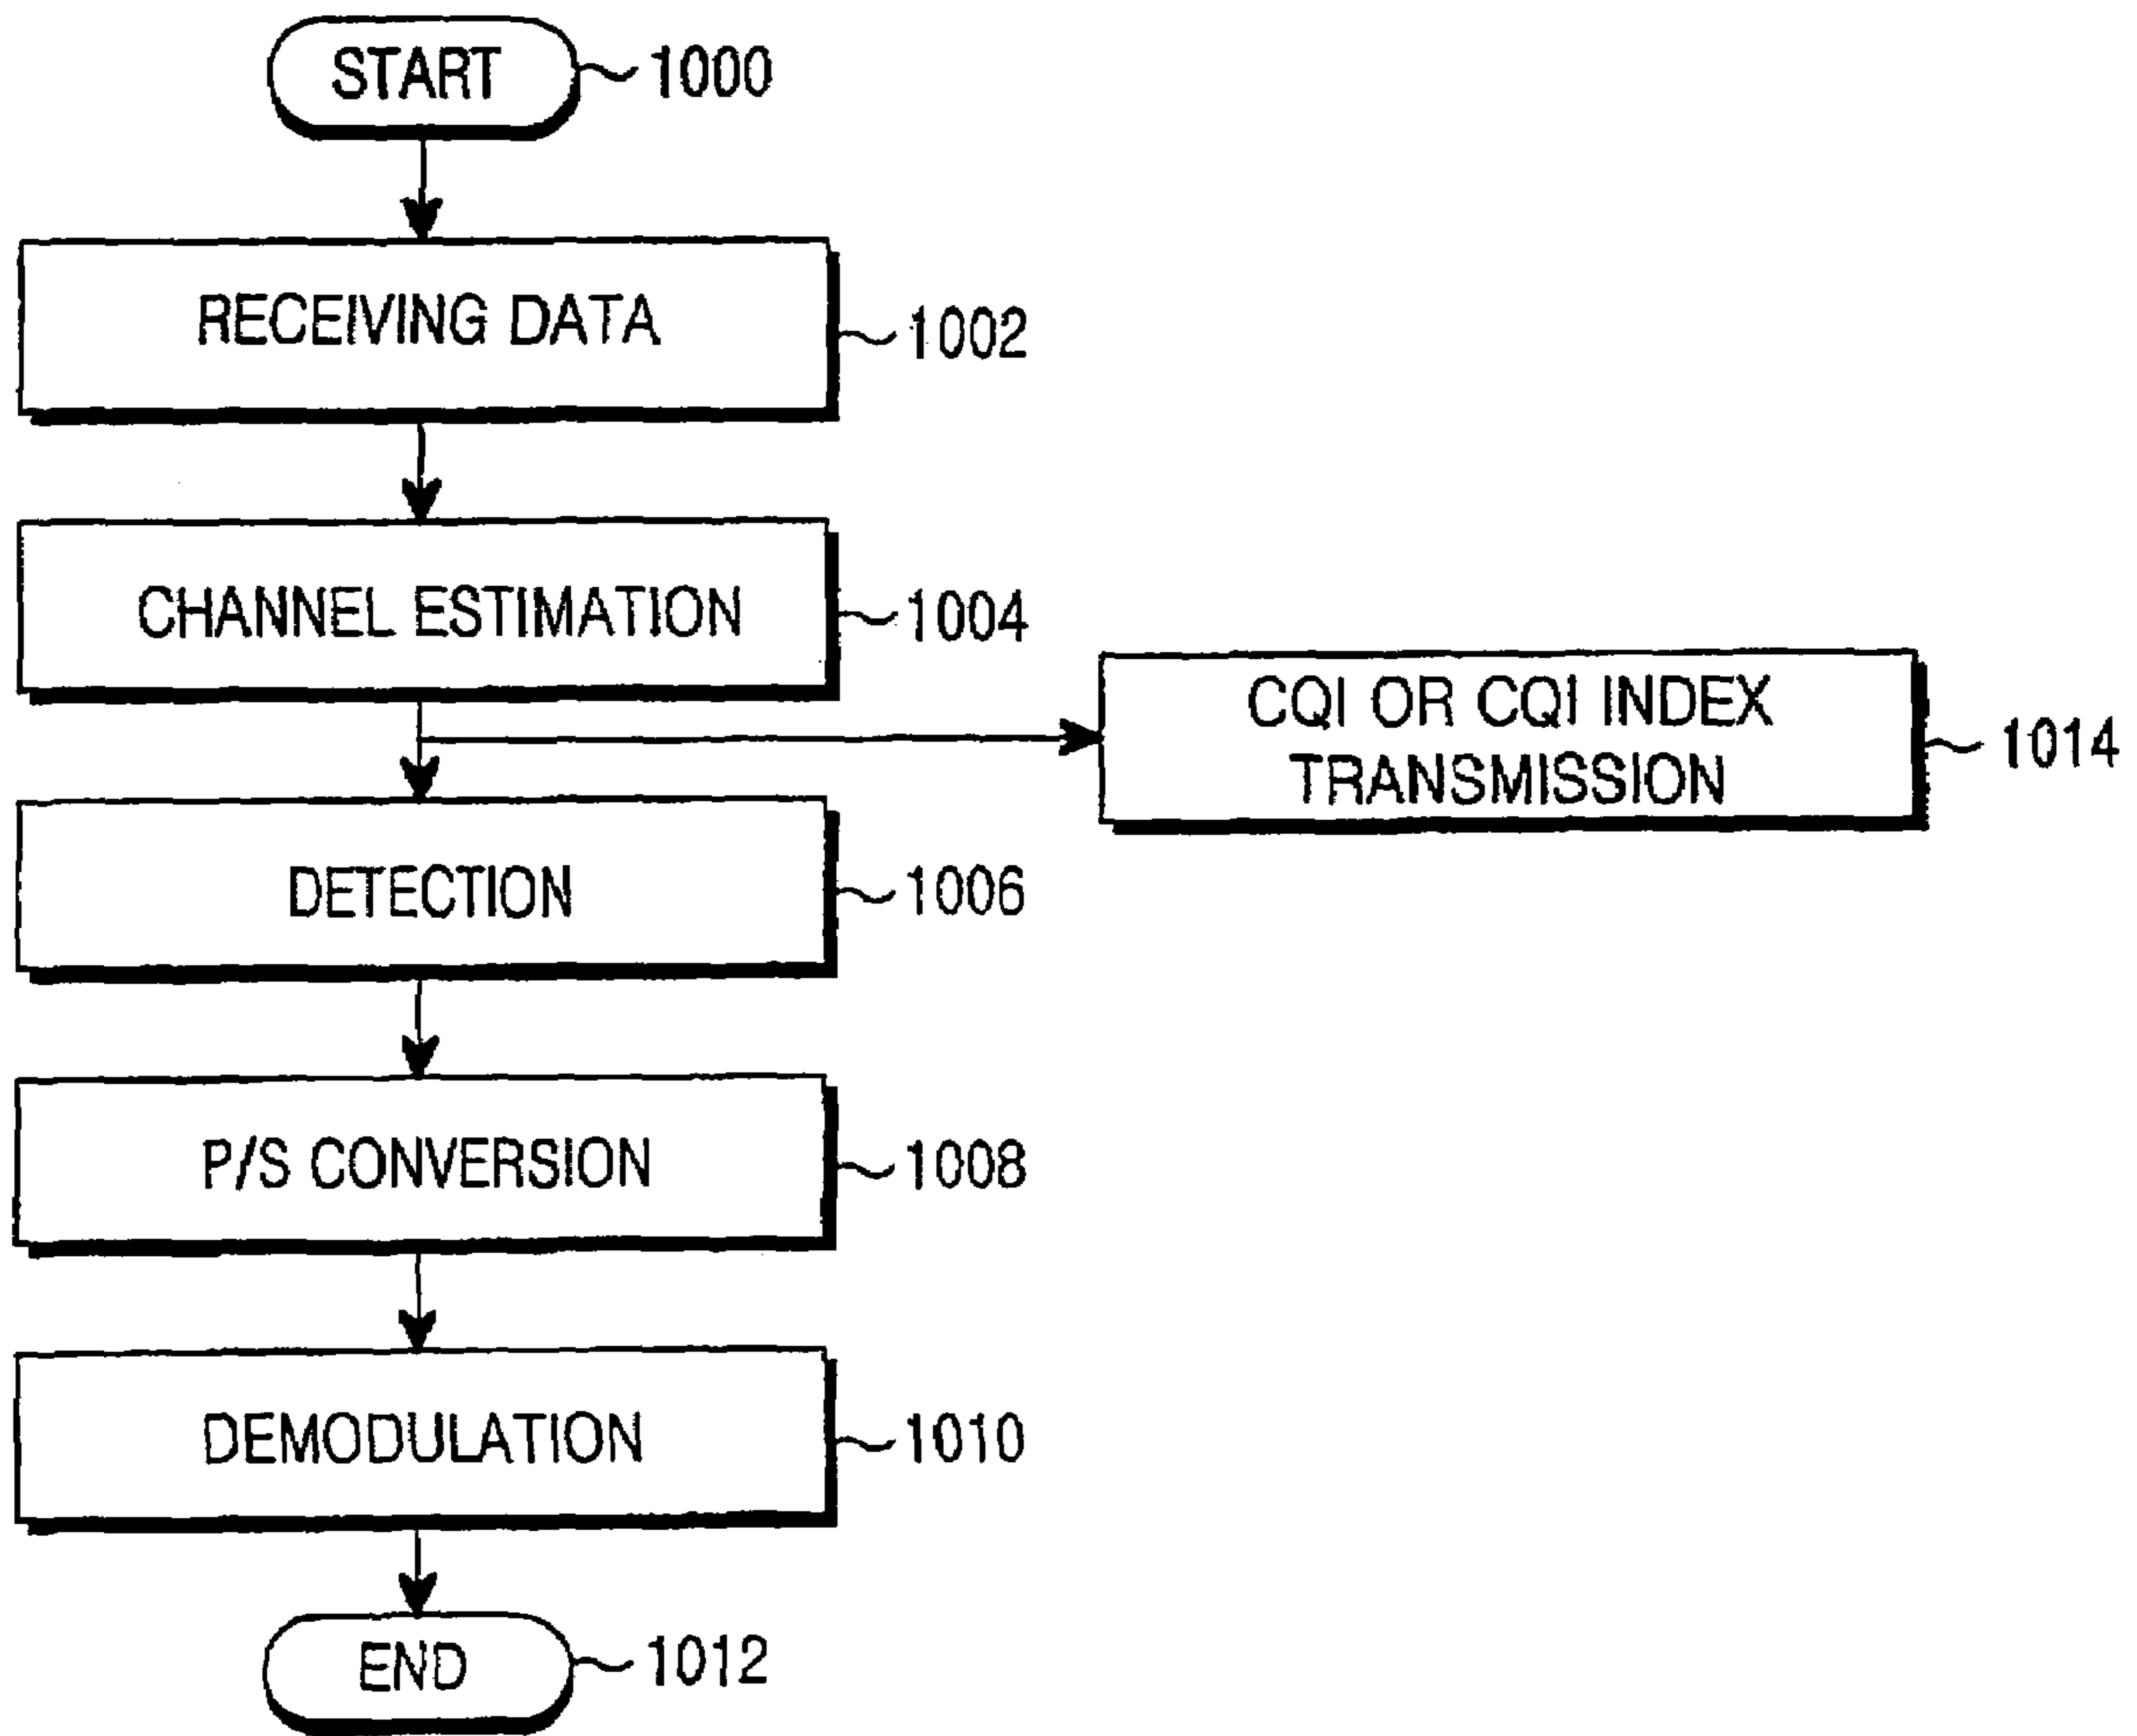 START
1000
RECEIVING DATA
1002
CHANNEL ESTIMATION
1004
CQI OR CQI INDEX
TRANSMISSION
1014
DETECTION
1006
P/S CONVERSION
1008
DEMODULATION
1010
END
1012